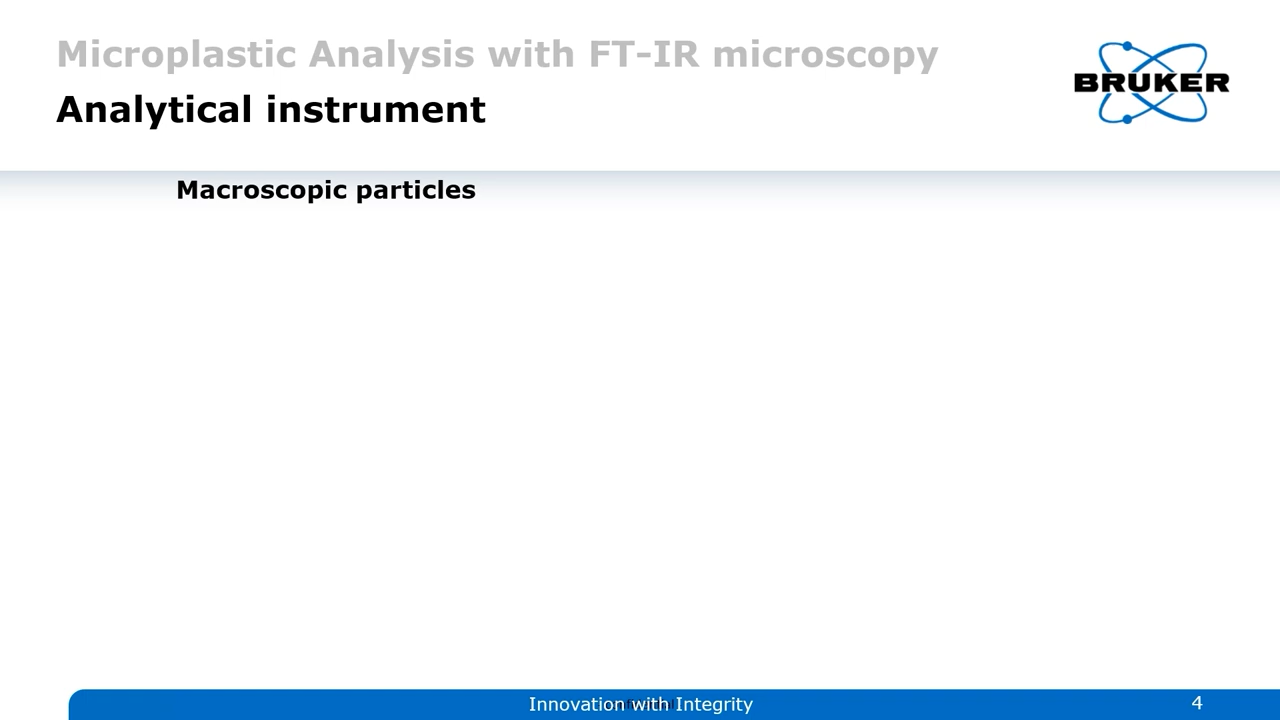 Microplastic Analysis with FT-IR microscopy
Analytical instrument
BRUKER
Macroscopic particles
Innovation with Integrity
4